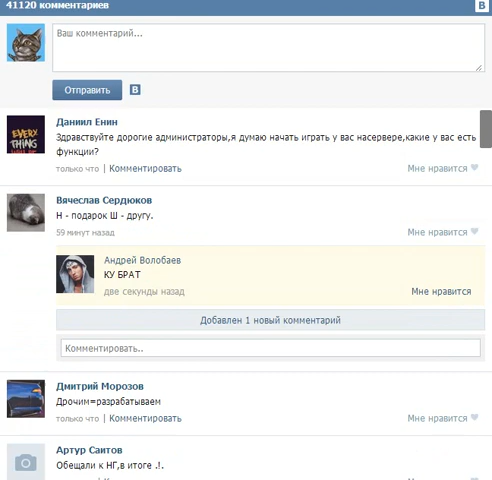 41120 комментариев
В
Ваш комментарий...
Отправить
В
Даниил Енин
EVERY
THING
Здравствуйте дорогие администраторы,я думаю начать играть у вас насервере,какие у вас есть
функции?
только что | Комментировать
Мне нравится
Вячеслав Сердюков
Н - подарок Ш - другу.
59 минут назад
Мне нравится
Андрей Волобаев
КУ БРАТ
две секунды назад
Мне нравится
Добавлен 1 новый комментарий
Комментировать..
Дмитрий Морозов
Дрочим=разрабатываем
только что | Комментировать
Мне нравится
Артур Саитов
Обещали к НГ,в итоге .!.